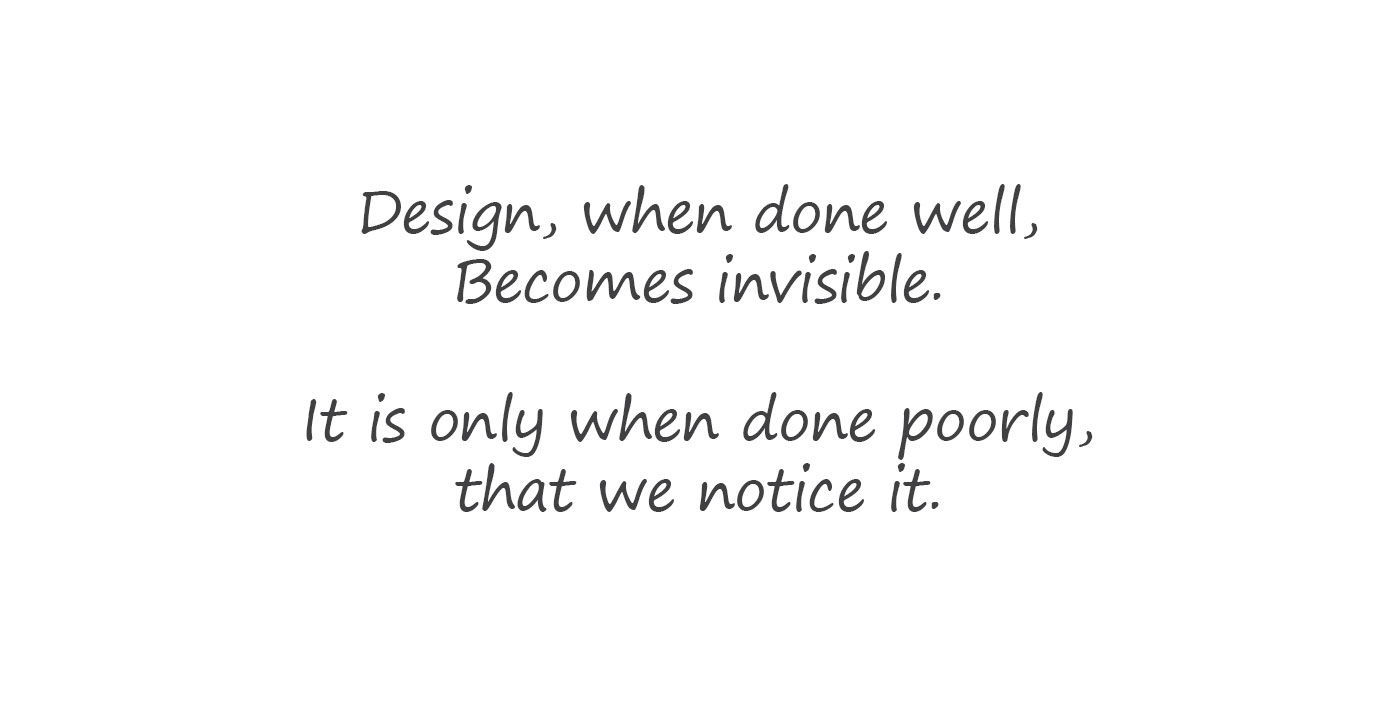 Design, when done well,
Becomes invisible.
It is only when done poorly,
that we notice it.